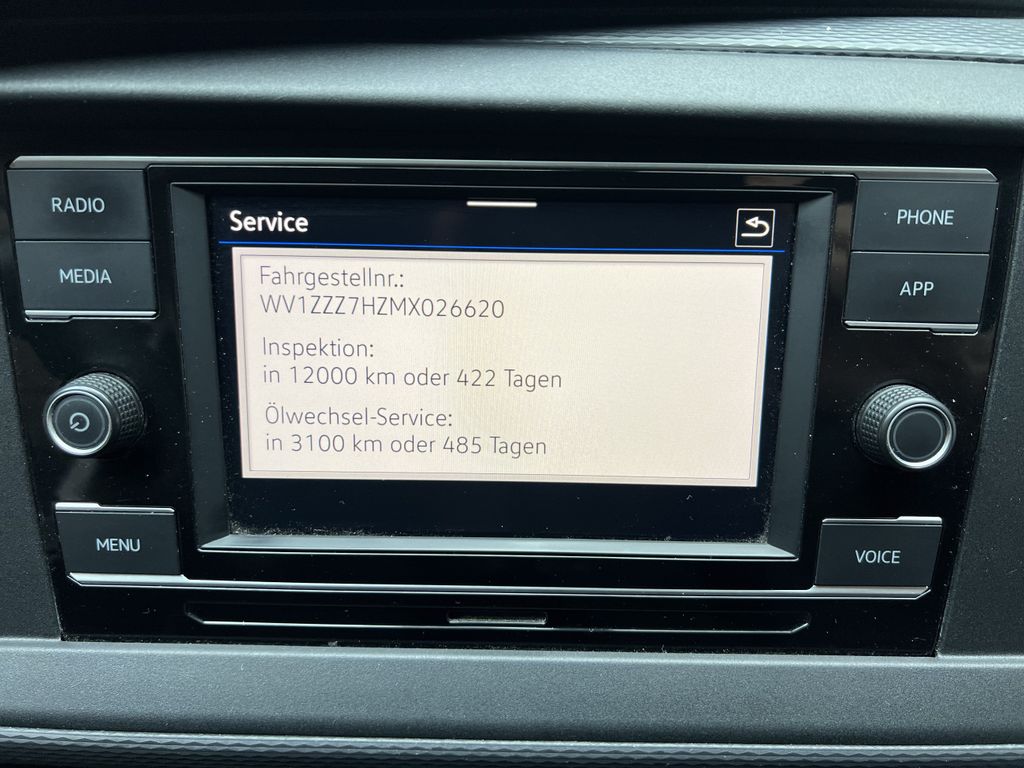 RADIO
MEDIA
MENU
PHONE
APP
VOICE
Service
Fahrgestellnr.:
WV1ZZZ7HZMX026620
Inspektion:
in 12000 km oder 422 Tagen
Ölwechsel-Service:
in 3100 km oder 485 Tagen